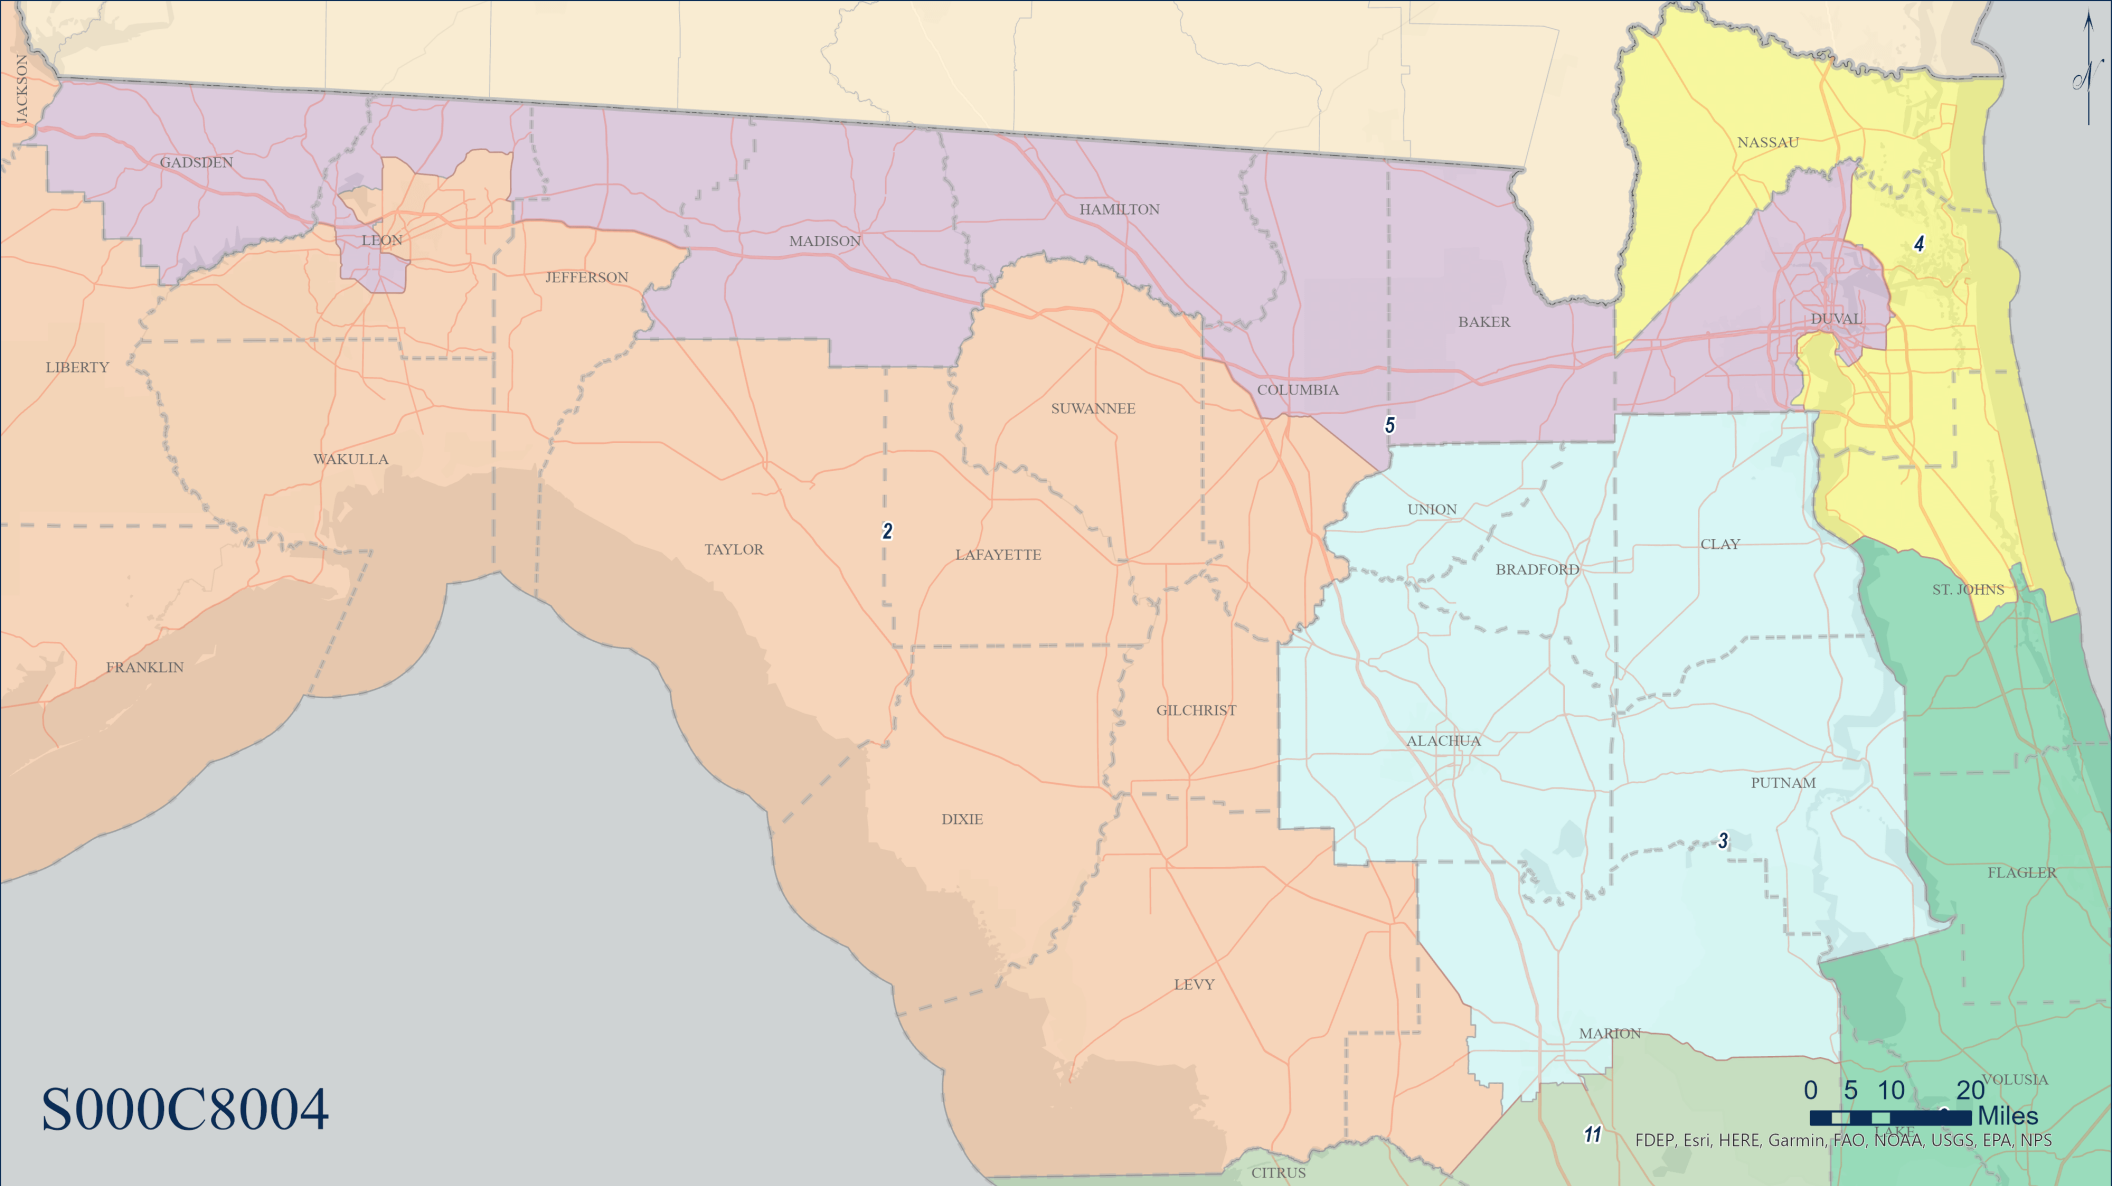 JACKSON
NASSAU
GADSDEN
HAMILTON
LEON
MADISON
4
JEFFERSON
BAKER
DUVAL
LIBERTY
COLUMBIA
SUWANNEE
5
WAKULLA
UNION
2
TAYLOR
LAFAYETTE
CLAY
BRADFORD
ST. JOHNS
FRANKLIN
GILCHRIST
ALACHUA
PUTNAM
DIXIE
3
FLAGLER
LEVY
MARION
VOLUSIA
0 5 10 20
Miles
S000C8004
11
LAKE
FDEP, Esri, HERE, Garmin, FAO, NOAA, USGS, EPA, NPS
CITRUS
N